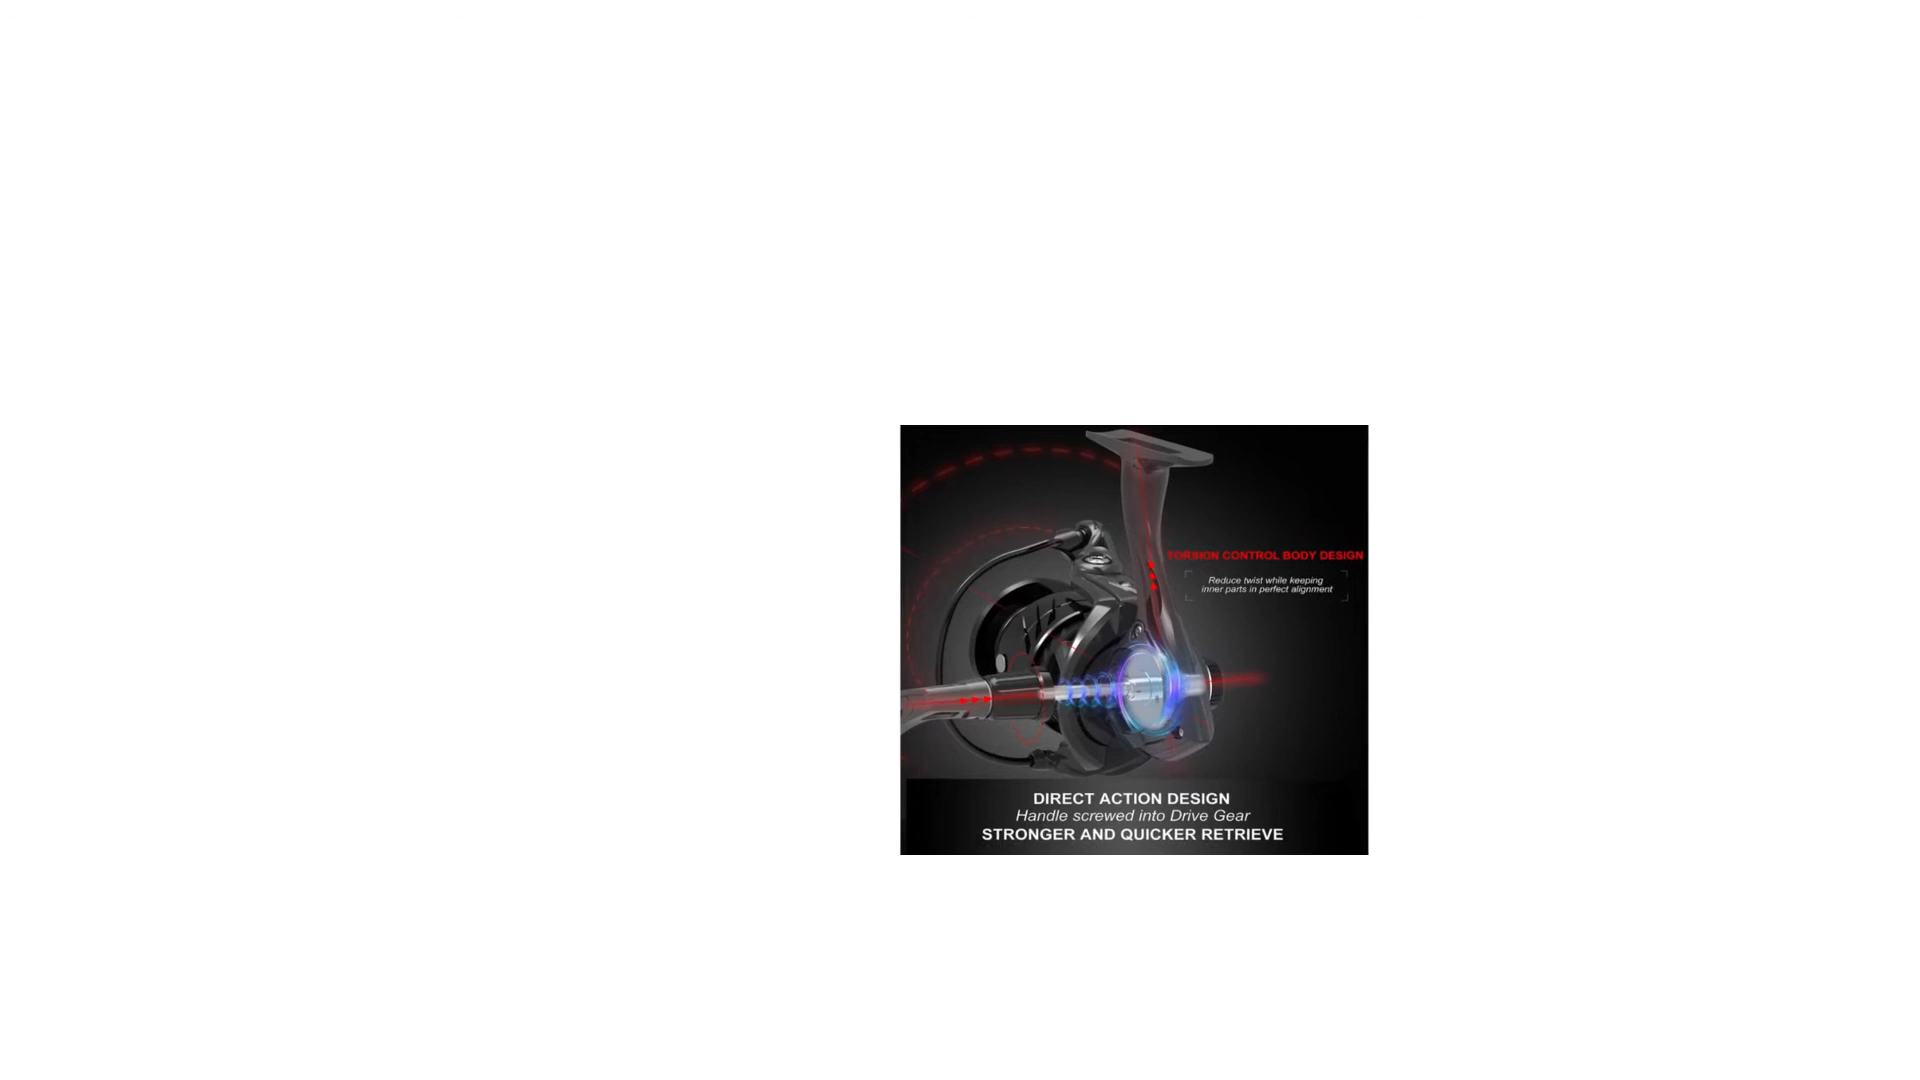 TORSION CONTROL BODY DESIGN
Reduce twist while keeping
inner parts in perfect alignment
DIRECT ACTION DESIGN
Handle screwed into Drive Gear
STRONGER AND QUICKER RETRIEVE